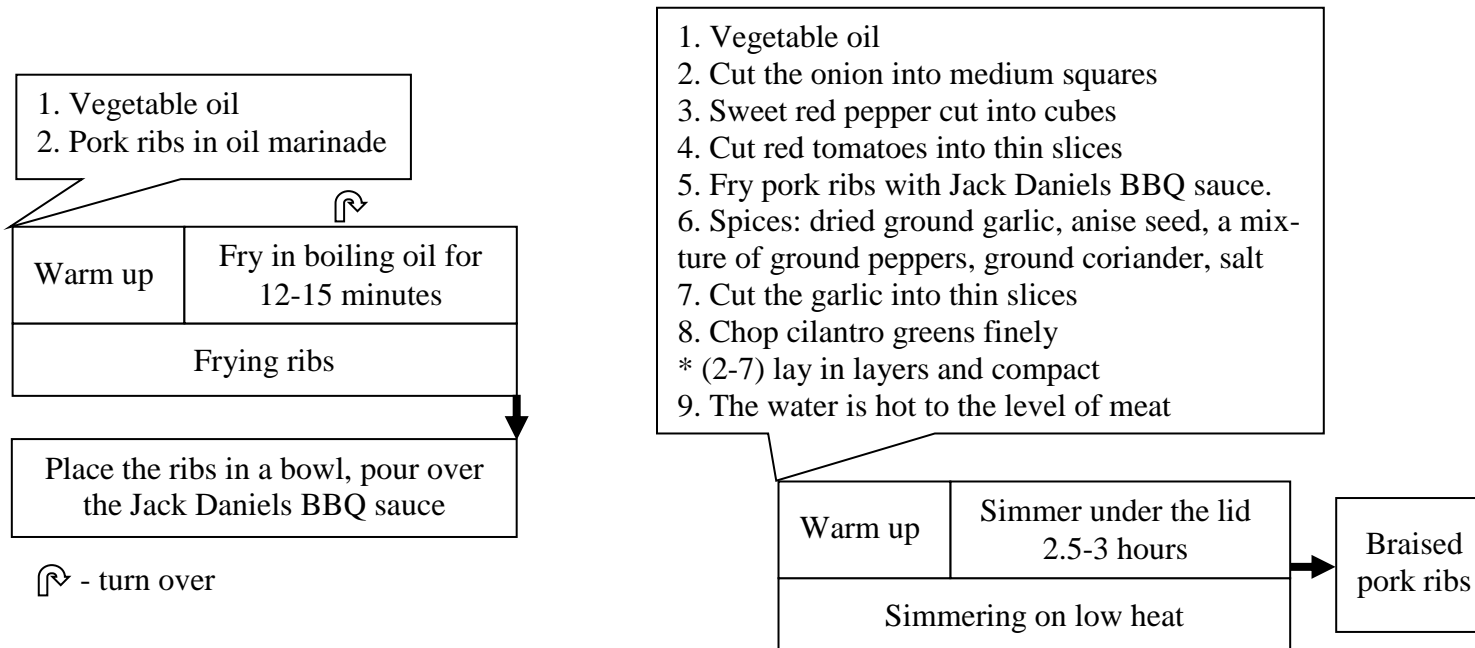 1. Vegetable oil
2. Pork ribs in oil marinade
Warm up
Fry in boiling oil for
12-15 minutes
Frying ribs
Place the ribs in a bowl, pour over
the Jack Daniels BBQ sauce
- turn over
1. Vegetable oil
2. Cut the onion into medium squares
3. Sweet red pepper cut into cubes
4. Cut red tomatoes into thin slices
5. Fry pork ribs with Jack Daniels BBQ sauce.
6. Spices: dried ground garlic, anise seed, a mix-
ture of ground peppers, ground coriander, salt
7. Cut the garlic into thin slices
8. Chop cilantro greens finely
* (2-7) lay in layers and compact
9. The water is hot to the level of meat
Warm up
Simmer under the lid
2.5-3 hours
Simmering on low heat
Braised
pork ribs